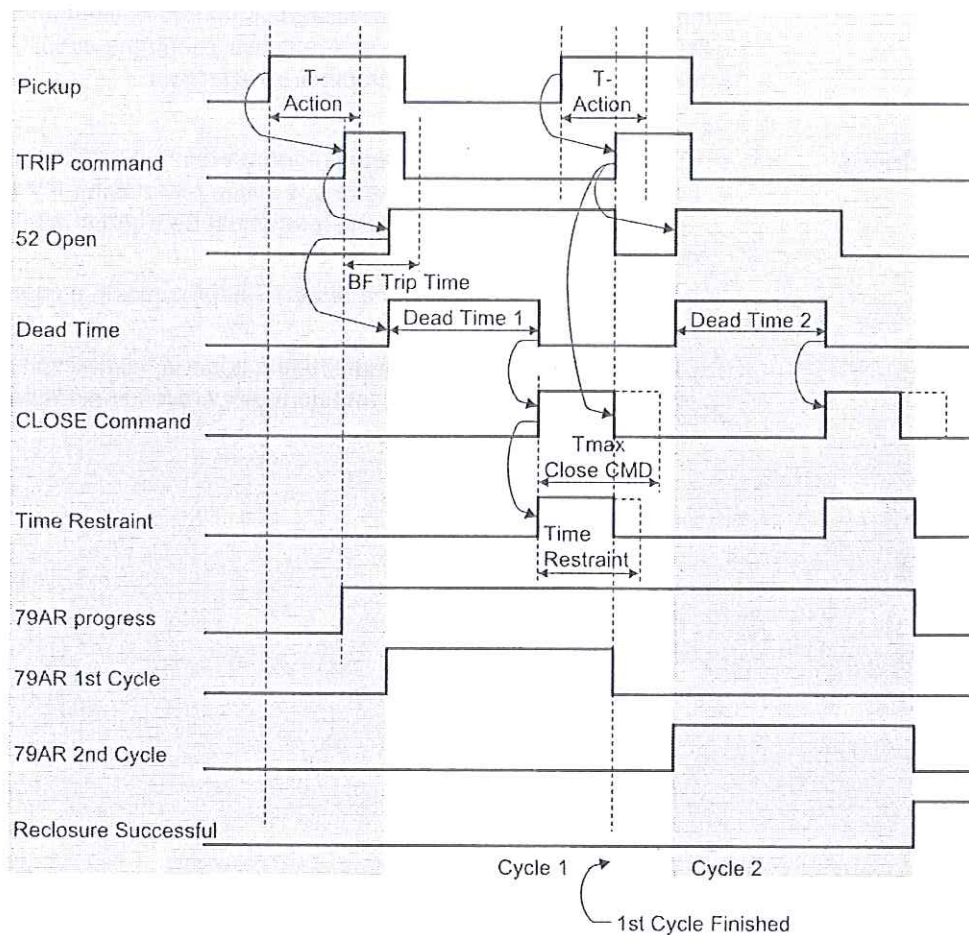 Pickup
T-
Action
T-
Action
TRIP command
52 Open
BF Trip Time
Dead Time
Dead Time 1
Dead Time 2
CLOSE Command
Tmax
Close CMD
Time Restraint
Time
Restraint
79AR progress
79AR 1st Cycle
79AR 2nd Cycle
Reclosure Successful
Cycle 1
Cycle 2
1st Cycle Finished